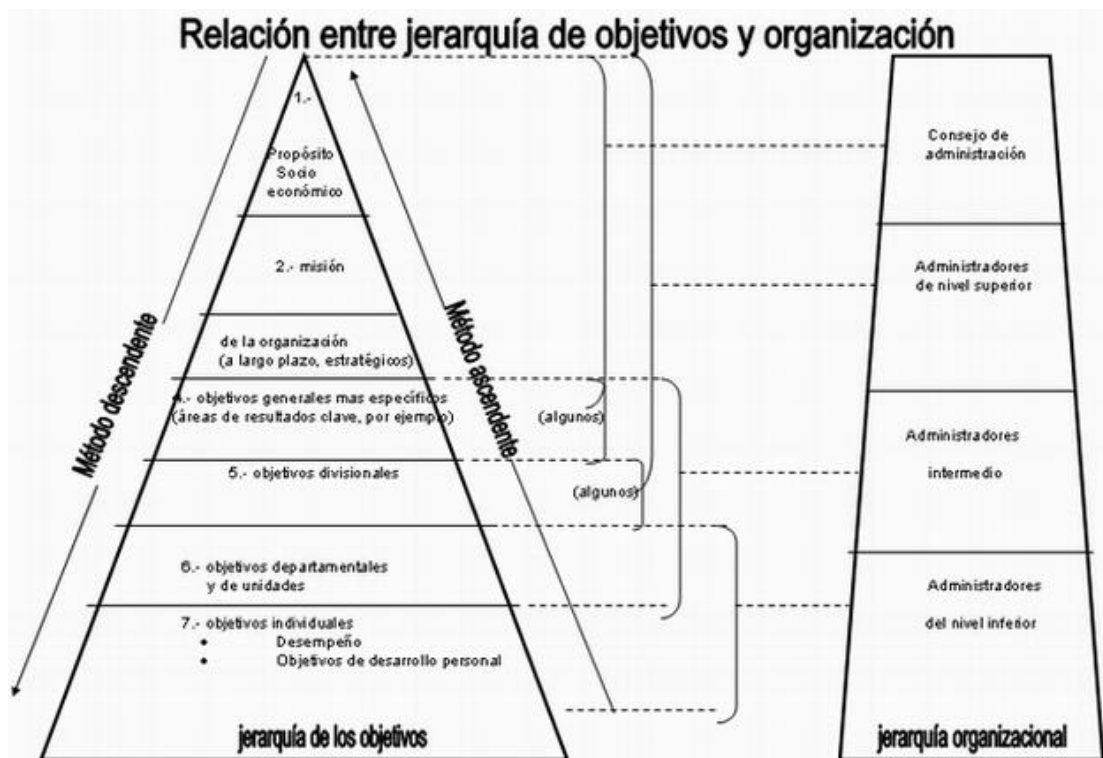 Relación entre jerarquía de objetivos y organización
1.-
Propósito
Socio
económico
2.- misión
de la organización
(a largo plazo, estratégicos)
4.- objetivos generales mas específicos
(áreas de resultados clave, por ejemplo)
5.- objetivos divisionales
6.- objetivos departamentales
y de unidades
7.- objetivos individuales
• Desempeño
• Objetivos de desarrollo personal
jerarquía de los objetivos
Método descendente
Método ascendente
(algunos)
(algunos)
Consejo de
administración
Administradores
de nivel superior
Administradores
intermedio
Administradores
del nivel inferior
jerarquía organizacional